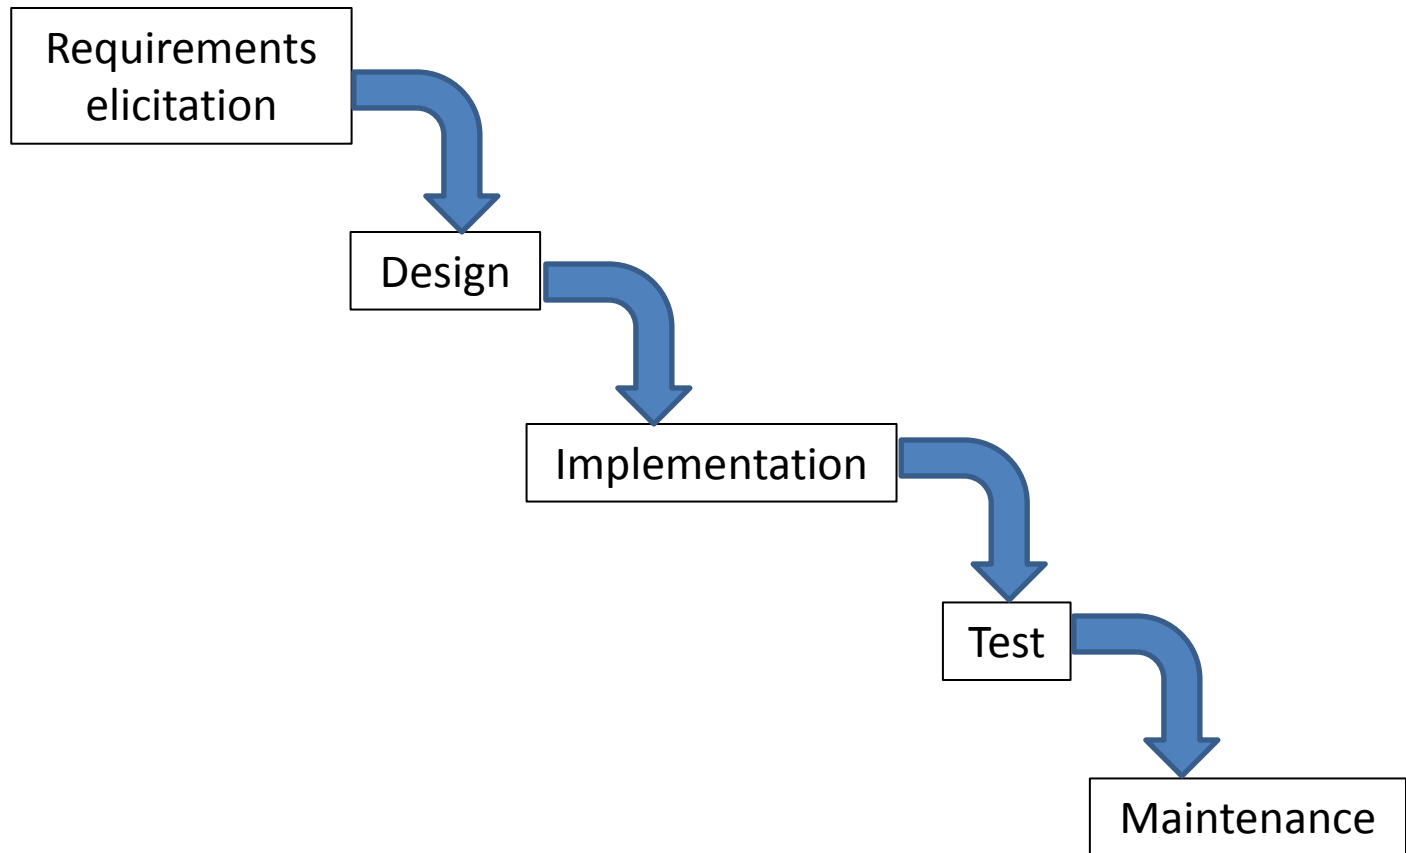 Requirements
elicitation
Design
Implementation
Test
Maintenance